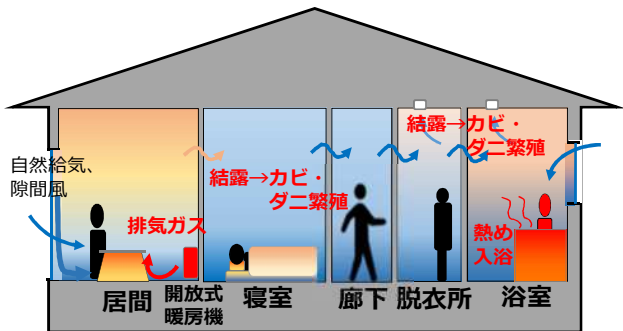 結露→カビ・
ダニ繁殖
自然給気、
隙間風
結露→カビ・
ダニ繁殖
排気ガス
熱め
入浴
居間
開放式
暖房機
寝室
廊下
脱衣所
浴室